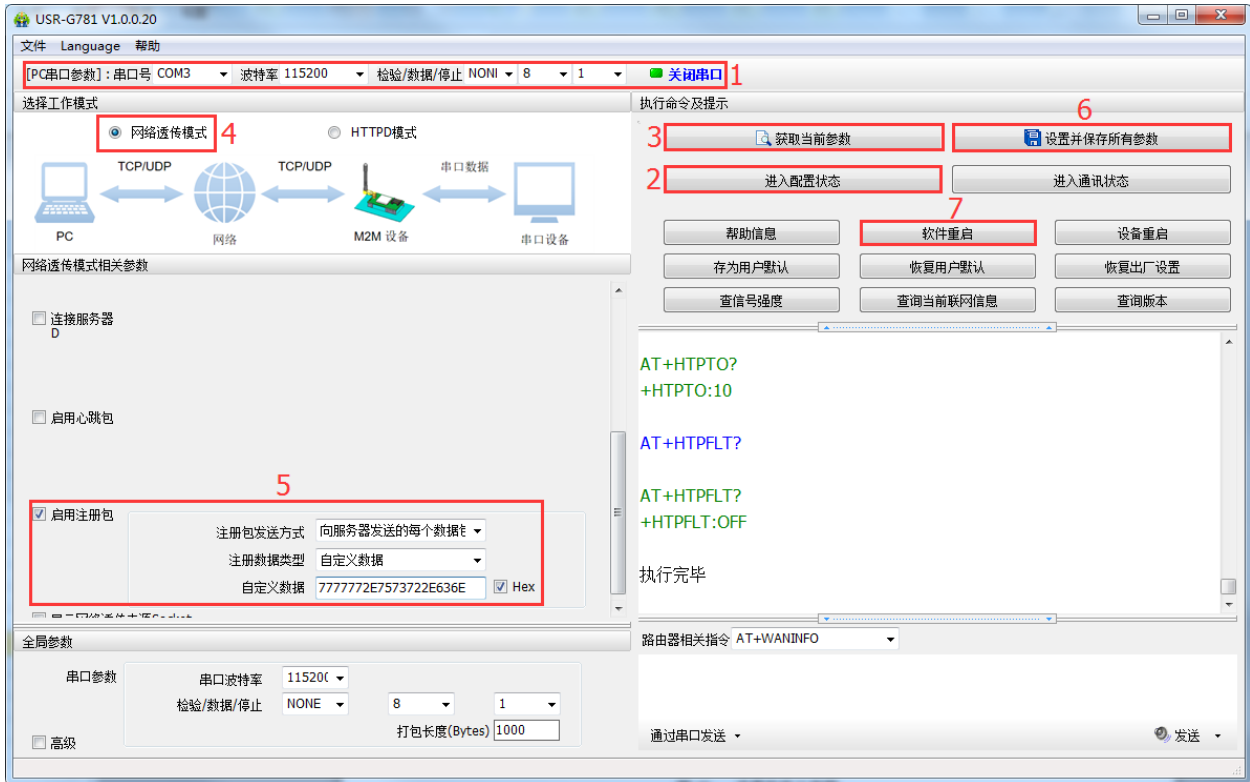 USR-G781 V1.0.0.20
文件 Language 帮助
[PC串口参数]：串口号 COM3 波特率 115200 检验/数据/停止 NONI 8 1 关闭串口 1
选择工作模式
4 网络透传模式 HTTPD模式
TCP/UDP TCP/UDP 串口数据
PC 网络 M2M 设备 串口设备
网络透传模式相关参数
连接服务器
D
启用心跳包
5
启用注册包
注册包发送方式 向服务器发送的每个数据包
注册数据类型 自定义数据
自定义数据 7777772E7573722E636E Hex
全局参数
串口参数 串口波特率 115200
检验/数据/停止 NONE 8 1
打包长度(Bytes) 1000
高级
执行命令及提示
6
3 获取当前参数 设置并保存所有参数
2 进入配置状态 进入通讯状态
7
帮助信息 软件重启 设备重启
存为用户默认 恢复用户默认 恢复出厂设置
查信号强度 查询当前联网信息 查询版本
AT+HTPTO?
+HTPTO:10
AT+HTPFLT?
AT+HTPFLT?
+HTPFLT:OFF
执行完毕
路由器相关指令 AT+WANINFO
通过串口发送 发送